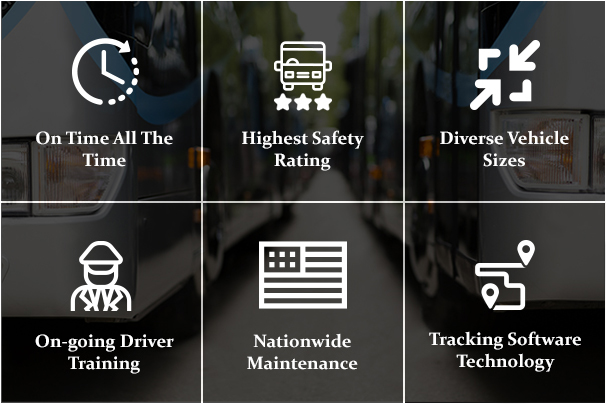 On Time All The
Time
Highest Safety
Rating
Diverse Vehicle
Sizes
On-going Driver
Training
Nationwide
Maintenance
Tracking Software
Technology